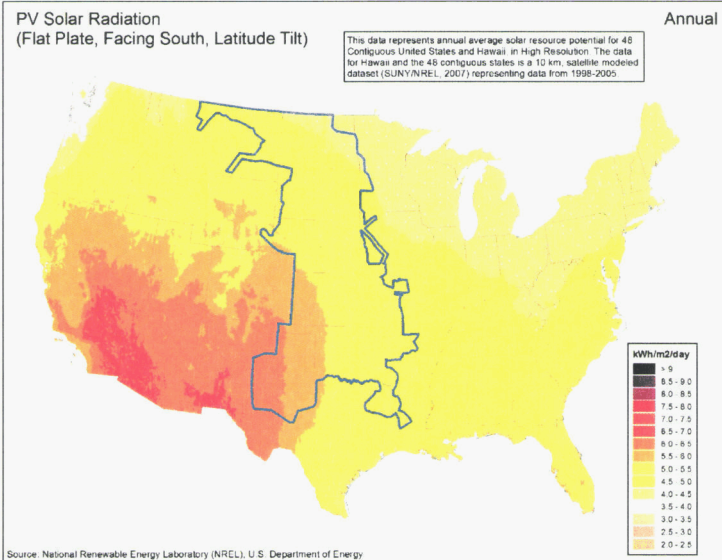 PV Solar Radiation
(Flat Plate, Facing South, Latitude Tilt)
Annual
This data represents annual average solar resource potential for 48
Contiguous United States and Hawaii in High Resolution. The data
for Hawaii and the 48 contiguous states is a 10 km, satellite modeled
dataset (SUNY/NREL, 2007) representing data from 1998-2005.
kWh/m2/day
> 9
8.5 - 9.0
8.0 - 8.5
7.5 - 8.0
7.0 - 7.5
6.5 - 7.0
6.0 - 6.5
5.5 - 6.0
5.0 - 5.5
4.5 - 5.0
4.0 - 4.5
3.5 - 4.0
3.0 - 3.5
2.5 - 3.0
2.0 - 2.5
Source: National Renewable Energy Laboratory (NREL); U.S. Department of Energy